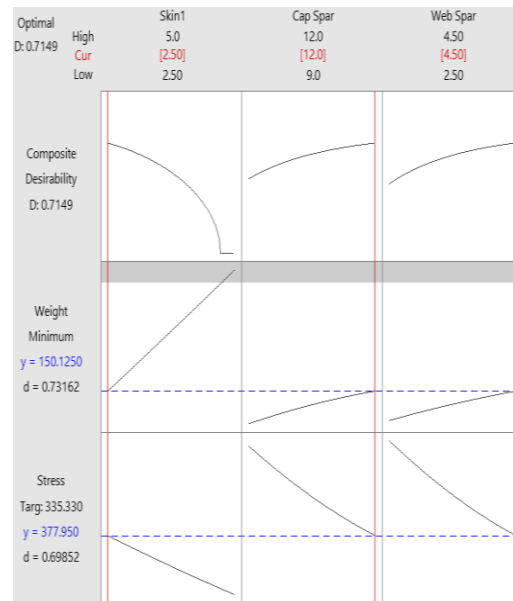 Optimal
D: 0.7149
High
Cur
Low
Skin1
5.0
[2.50]
2.50
Cap Spar
12.0
[12.0]
9.0
Web Spar
4.50
[4.50]
2.50
Composite
Desirability
D: 0.7149
Weight
Minimum
y = 150.1250
d = 0.73162
Stress
Targ: 335.330
y = 377.950
d = 0.69852